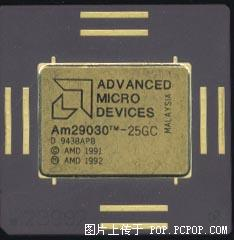 ADVANCED
MICRO
DEVICES
MALAYSIA
Am29030™-25GC
D 9438APB
© AMD 1991
© AMD 1992
图片上传于 POP.PCPOP.COM